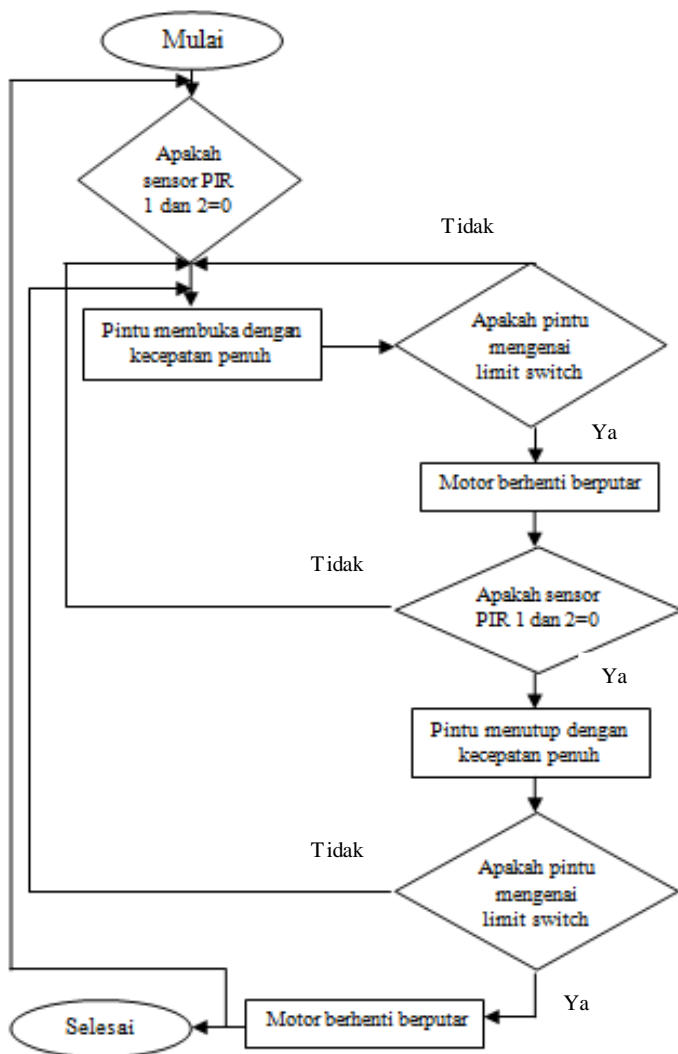 Mulai
Apakah
sensor PIR
1 dan 2=0
Tidak
Pintu membuka dengan
kecepatan penuh
Apakah pintu
mengenai
limit switch
Ya
Motor berhenti berputar
Tidak
Apakah sensor
PIR 1 dan 2=0
Ya
Pintu menutup dengan
kecepatan penuh
Tidak
Apakah pintu
mengenai
limit switch
Ya
Motor berhenti berputar
Selesai